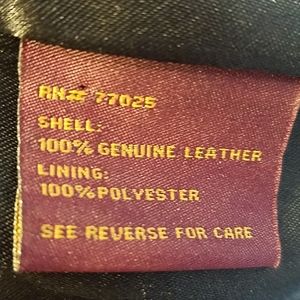 RN# 77025
SHELL:
100% GENUINE LEATHER
LINING:
100% POLYESTER
SEE REVERSE FOR CARE